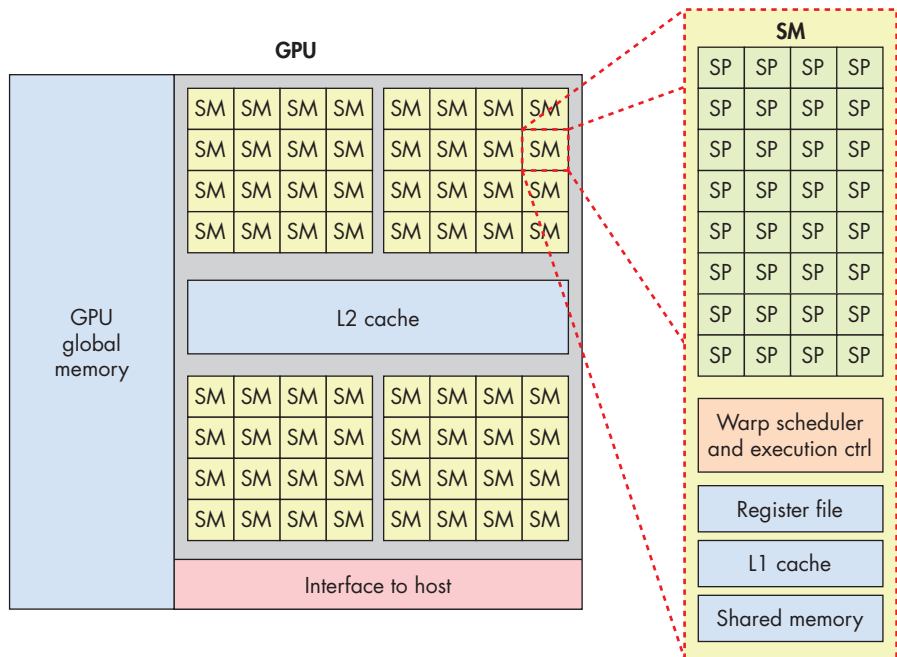 GPU
SM SM SM SM SM SM SM SM
SM SM SM SM SM SM SM SM
SM SM SM SM SM SM SM SM
SM SM SM SM SM SM SM SM
GPU
global
memory
L2 cache
SM SM SM SM SM SM SM SM
SM SM SM SM SM SM SM SM
SM SM SM SM SM SM SM SM
SM SM SM SM SM SM SM SM
Interface to host
SM
SP SP SP SP
SP SP SP SP
SP SP SP SP
SP SP SP SP
SP SP SP SP
SP SP SP SP
SP SP SP SP
SP SP SP SP
Warp scheduler
and execution ctrl
Register file
L1 cache
Shared memory